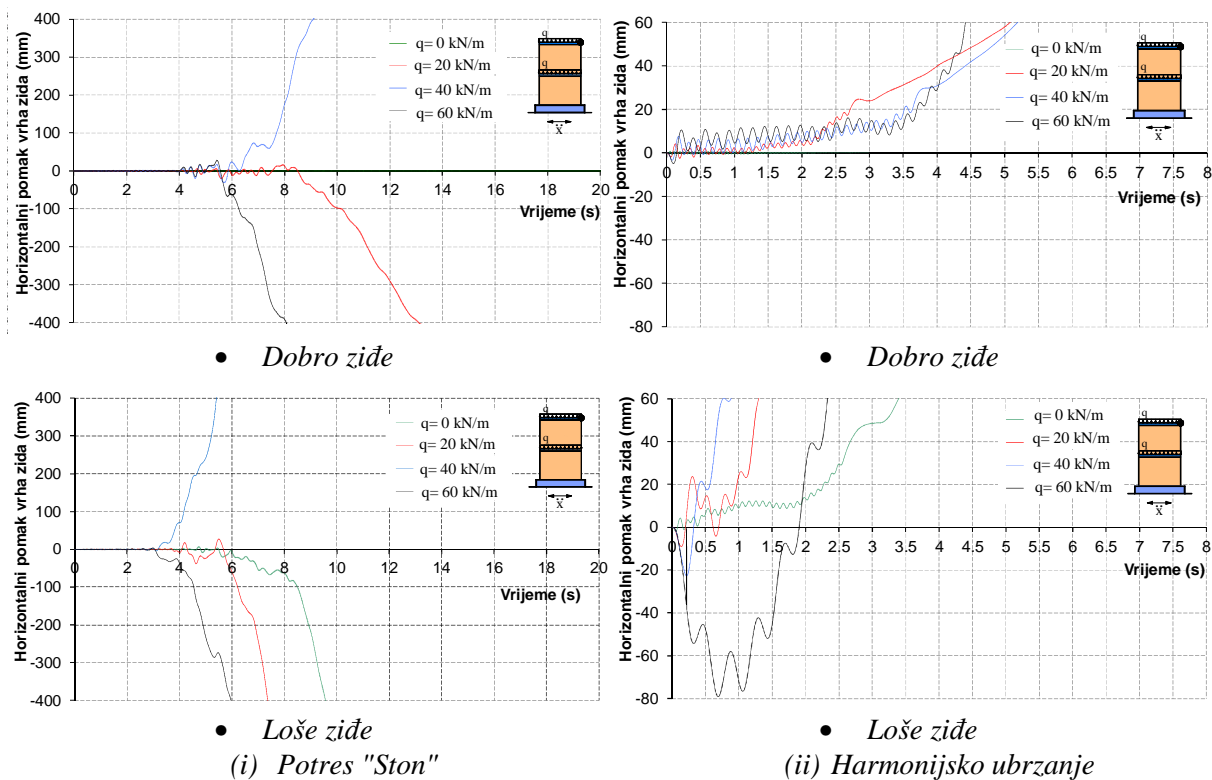 Horizontalni pomak vrha zida (mm)
400
300
200
100
0
-100
-200
-300
-400
0 2 4 6 8 10 12 14 16 18 20
Vrijeme (s)
q= 0 kN/m
q= 20 kN/m
q= 40 kN/m
q= 60 kN/m
q
q
ẍ
• Dobro ziđe
Horizontalni pomak vrha zida (mm)
60
40
20
0
-20
-40
-60
-80
0 0.5 1 1.5 2 2.5 3 3.5 4 4.5 5 5.5 6 6.5 7 7.5 8
Vrijeme (s)
q= 0 kN/m
q= 20 kN/m
q= 40 kN/m
q= 60 kN/m
q
q
ẍ
• Dobro ziđe
Horizontalni pomak vrha zida (mm)
400
300
200
100
0
-100
-200
-300
-400
0 2 4 6 8 10 12 14 16 18 20
Vrijeme (s)
q= 0 kN/m
q= 20 kN/m
q= 40 kN/m
q= 60 kN/m
q
q
ẍ
• Loše ziđe
(i) Potres "Ston"
Horizontalni pomak vrha zida (mm)
60
40
20
0
-20
-40
-60
-80
0 0.5 1 1.5 2 2.5 3 3.5 4 4.5 5 5.5 6 6.5 7 7.5 8
Vrijeme (s)
q= 0 kN/m
q= 20 kN/m
q= 40 kN/m
q= 60 kN/m
q
q
ẍ
• Loše ziđe
(ii) Harmonijsko ubrzanje